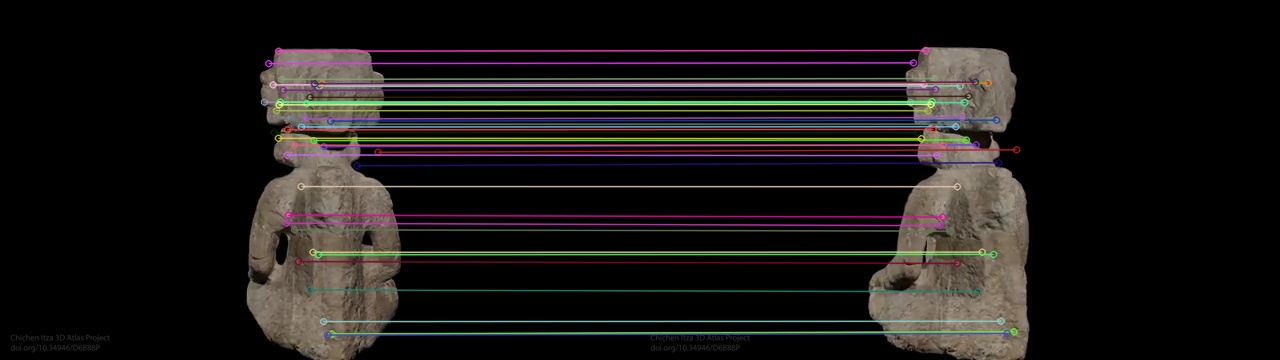 Chichen Itza 3D Atlas Project
doi.org/10.34946/D6B88P
Chichen Itza 3D Atlas Project
doi.org/10.34946/D6B88P